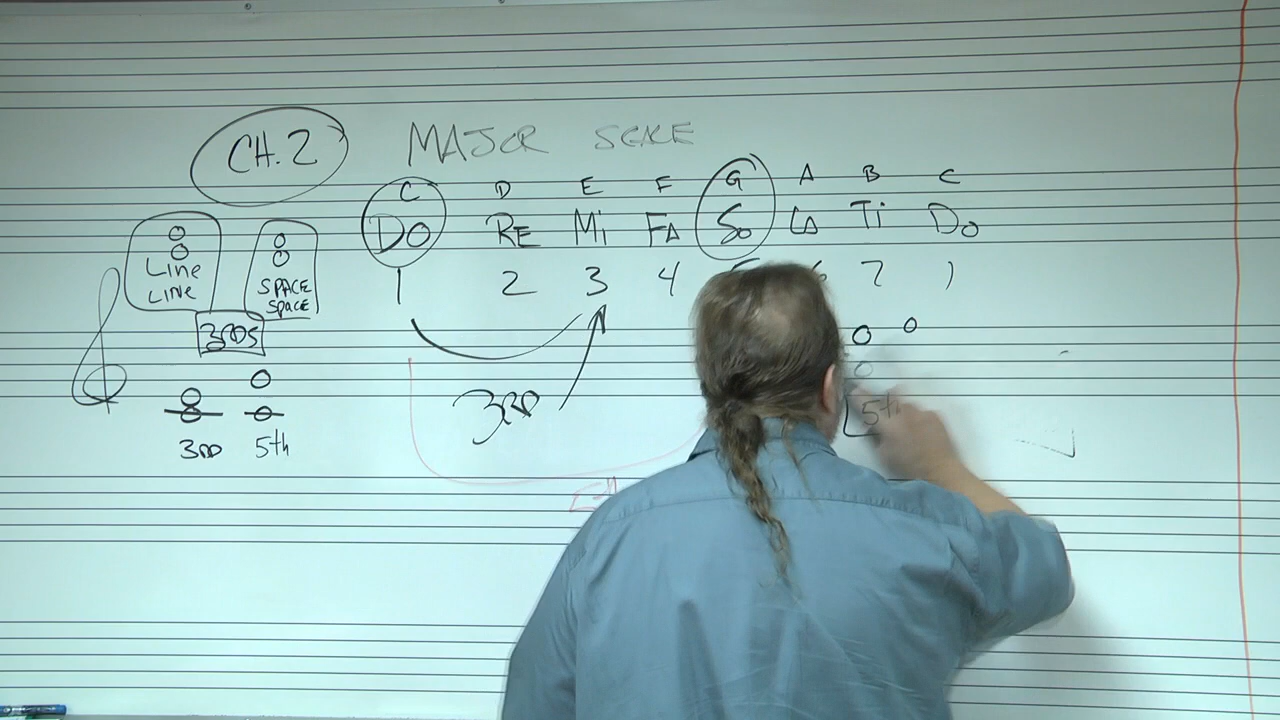 CH.2 MAJOR SCALE
C D E F G A B C
DO RE Mi FA So LA Ti Do
1 2 3 4 5 7 1
Line
LINE
SPACE
SPACE
3RDS
3RD
3RD 5th
5th